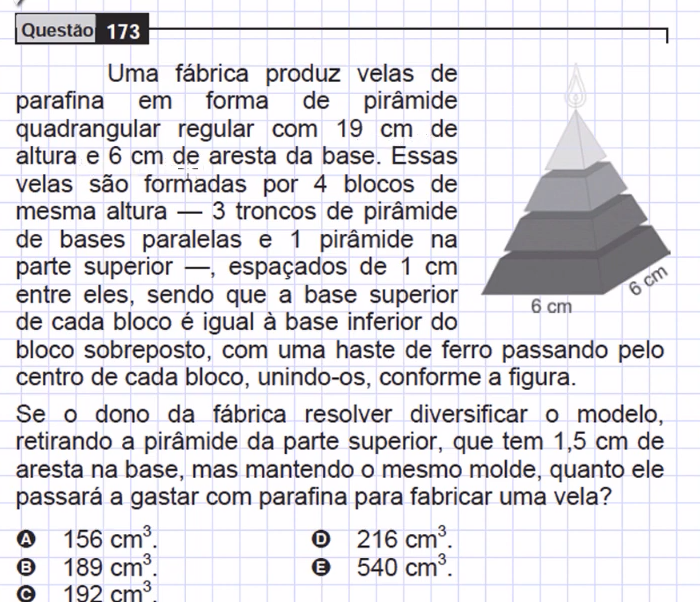 Questão 173
Uma fábrica produz velas de
parafina em forma de pirâmide
quadrangular regular com 19 cm de
altura e 6 cm de aresta da base. Essas
velas são formadas por 4 blocos de
mesma altura — 3 troncos de pirâmide
de bases paralelas e 1 pirâmide na
parte superior —, espaçados de 1 cm
entre eles, sendo que a base superior
de cada bloco é igual à base inferior do
bloco sobreposto, com uma haste de ferro passando pelo
centro de cada bloco, unindo-os, conforme a figura.
6 cm
6 cm
Se o dono da fábrica resolver diversificar o modelo,
retirando a pirâmide da parte superior, que tem 1,5 cm de
aresta na base, mas mantendo o mesmo molde, quanto ele
passará a gastar com parafina para fabricar uma vela?
A 156 cm³.
B 189 cm³.
C 192 cm³.
D 216 cm³.
E 540 cm³.